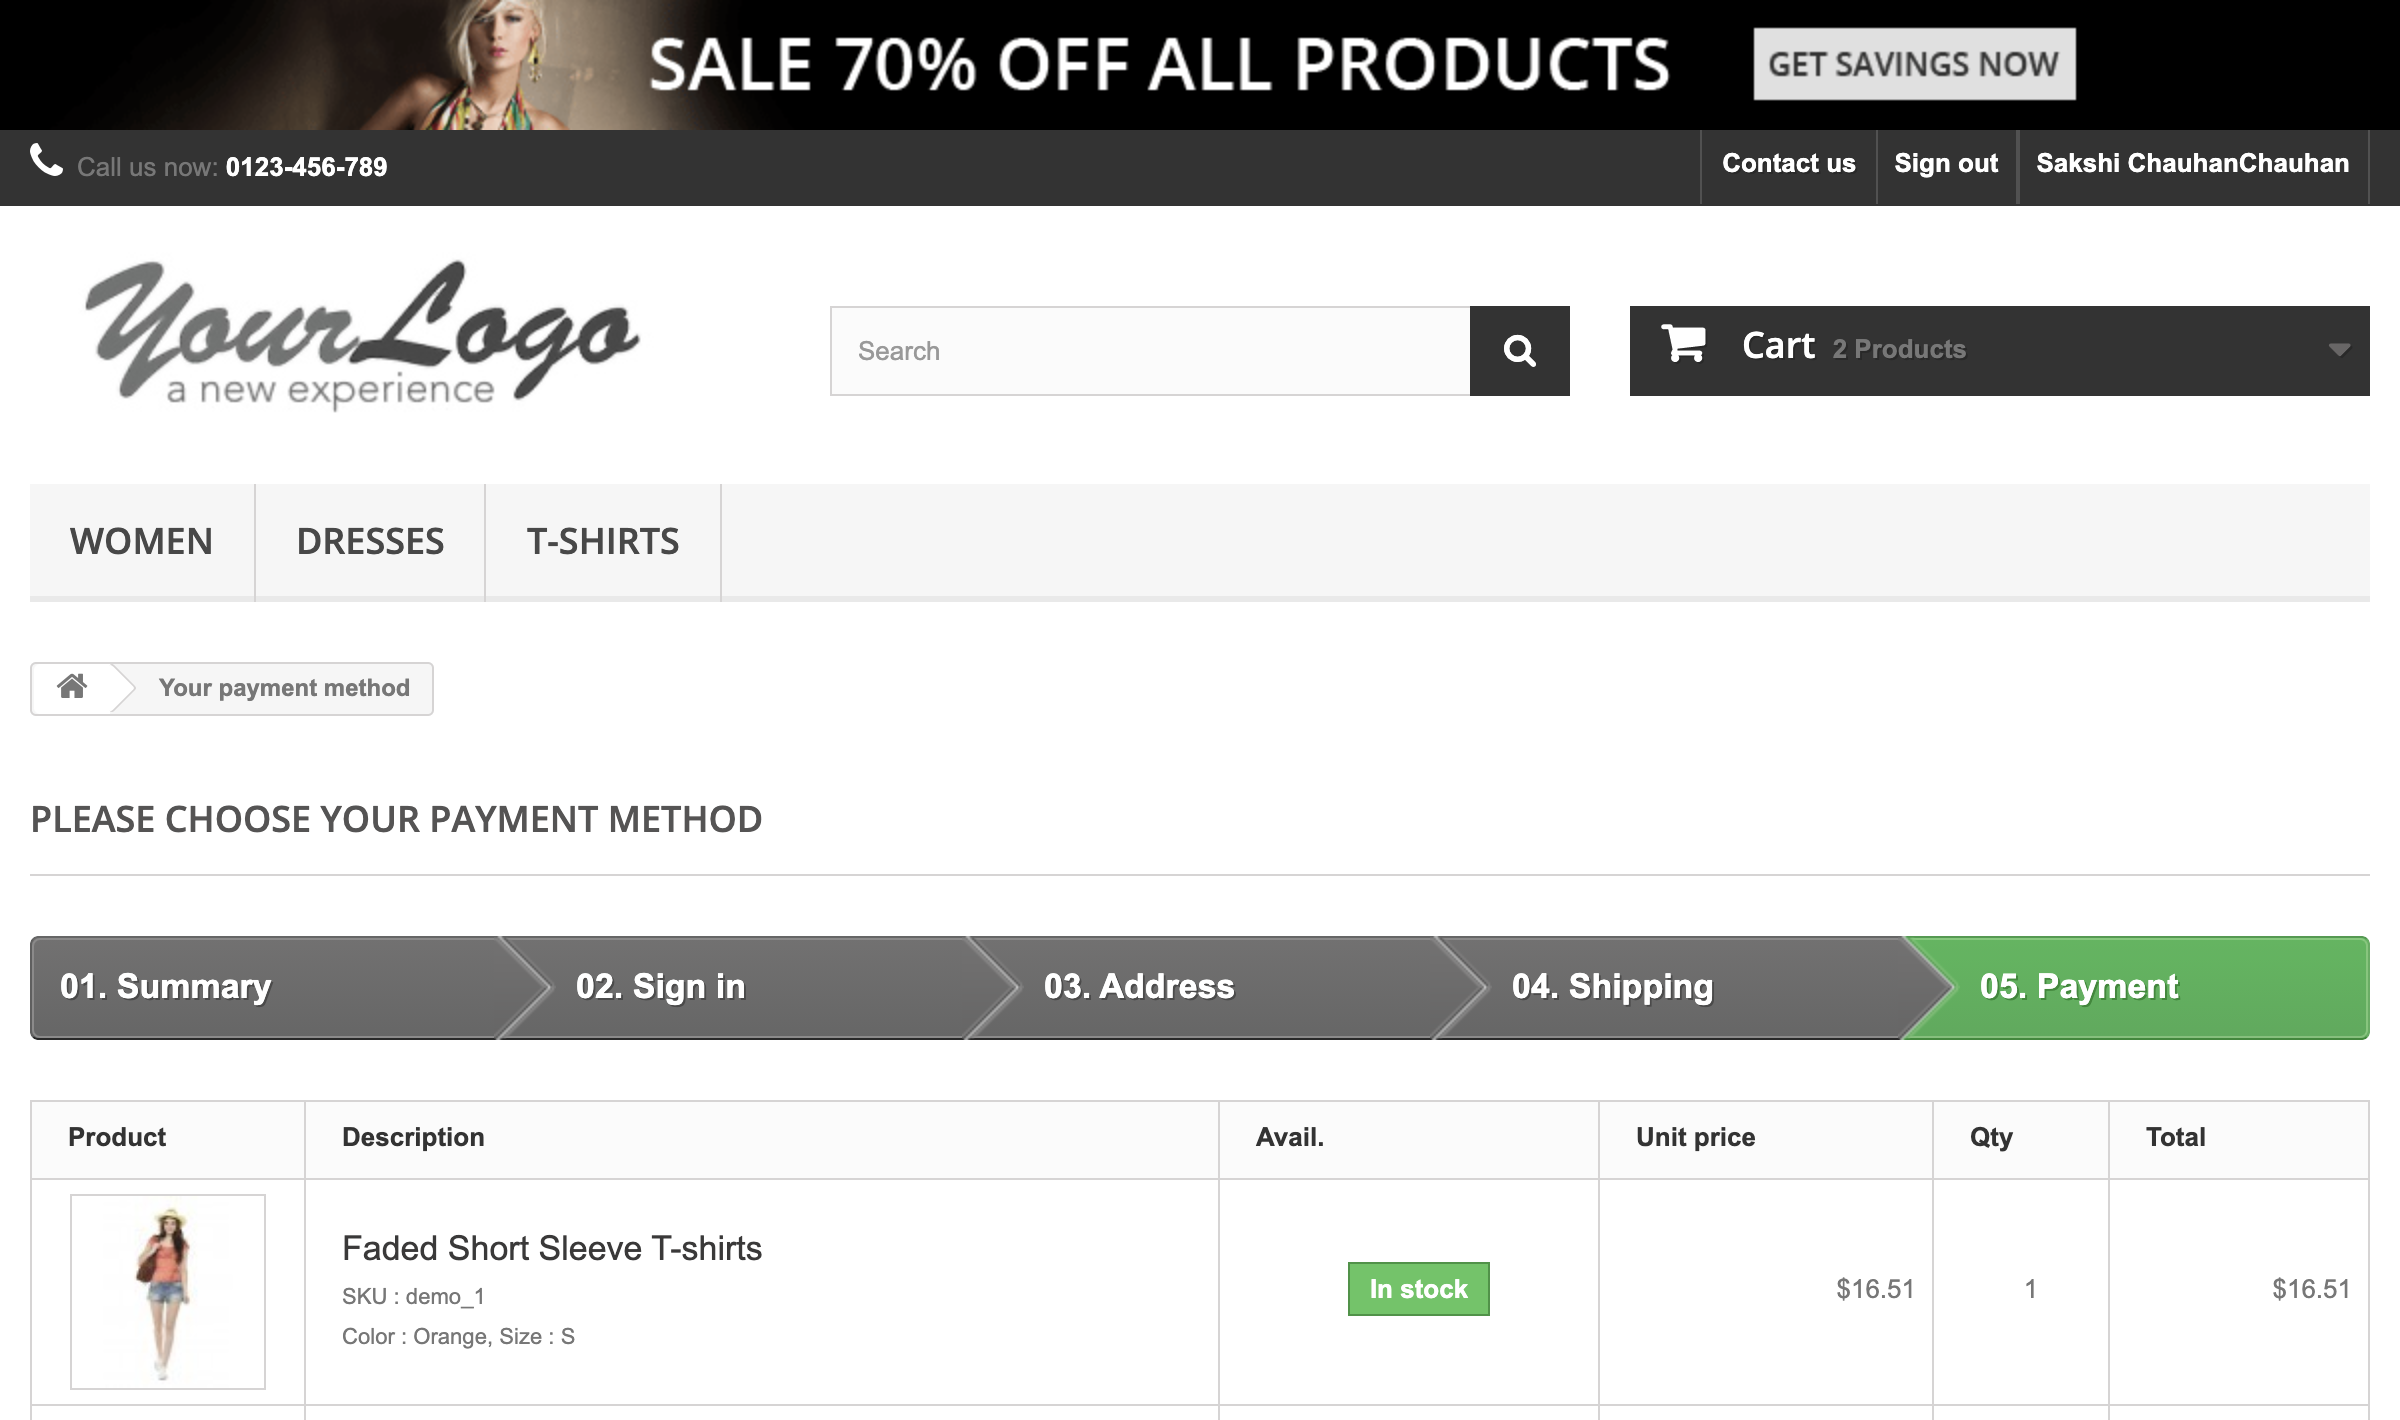 SALE 70% OFF ALL PRODUCTS GET SAVINGS NOW
Call us now: 0123-456-789 Contact us Sign out Sakshi ChauhanChauhan
YourLogo
a new experience
Search
Cart 2 Products
WOMEN DRESSES T-SHIRTS
Your payment method
PLEASE CHOOSE YOUR PAYMENT METHOD
01. Summary 02. Sign in 03. Address 04. Shipping 05. Payment
Product Description Avail. Unit price Qty Total
Faded Short Sleeve T-shirts
SKU : demo_1
Color : Orange, Size : S
In stock $16.51 1 $16.51